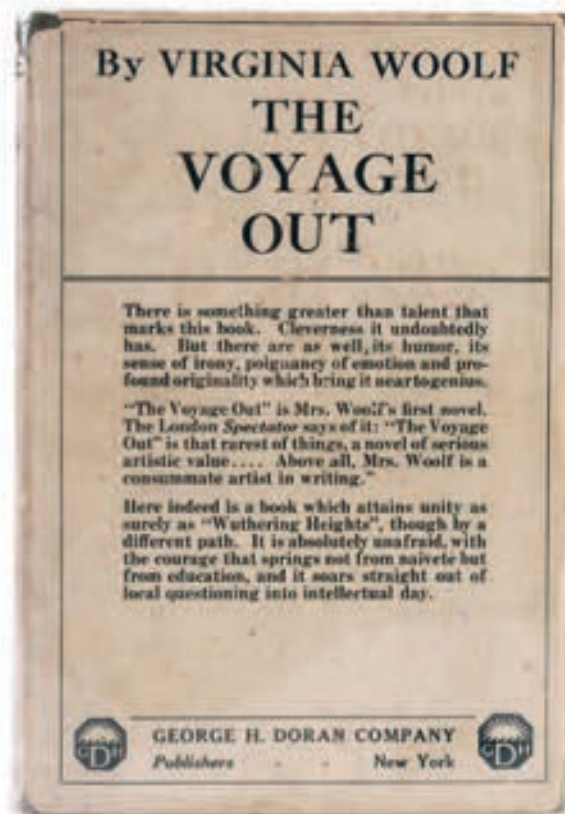 By VIRGINIA WOOLF
THE
VOYAGE
OUT
There is something greater than talent that
marks this book. Cleverness it undoubtedly
has. But there are as well, its humor, its
sense of irony, poignancy of emotion and pro-
found originality which bring it near to genius.
"The Voyage Out" is Mrs. Woolf's first novel.
The London Spectator says of it: "The Voyage
Out" is that rarest of things, a novel of serious
artistic value.... Above all, Mrs. Woolf is a
consummate artist in writing."
Here indeed is a book which attains unity as
surely as "Wuthering Heights", though by a
different path. It is absolutely unafraid, with
the courage that springs not from naivete but
from education, and it soars straight out of
local questioning into intellectual day.
GDH
GEORGE H. DORAN COMPANY
Publishers - - New York
GDH